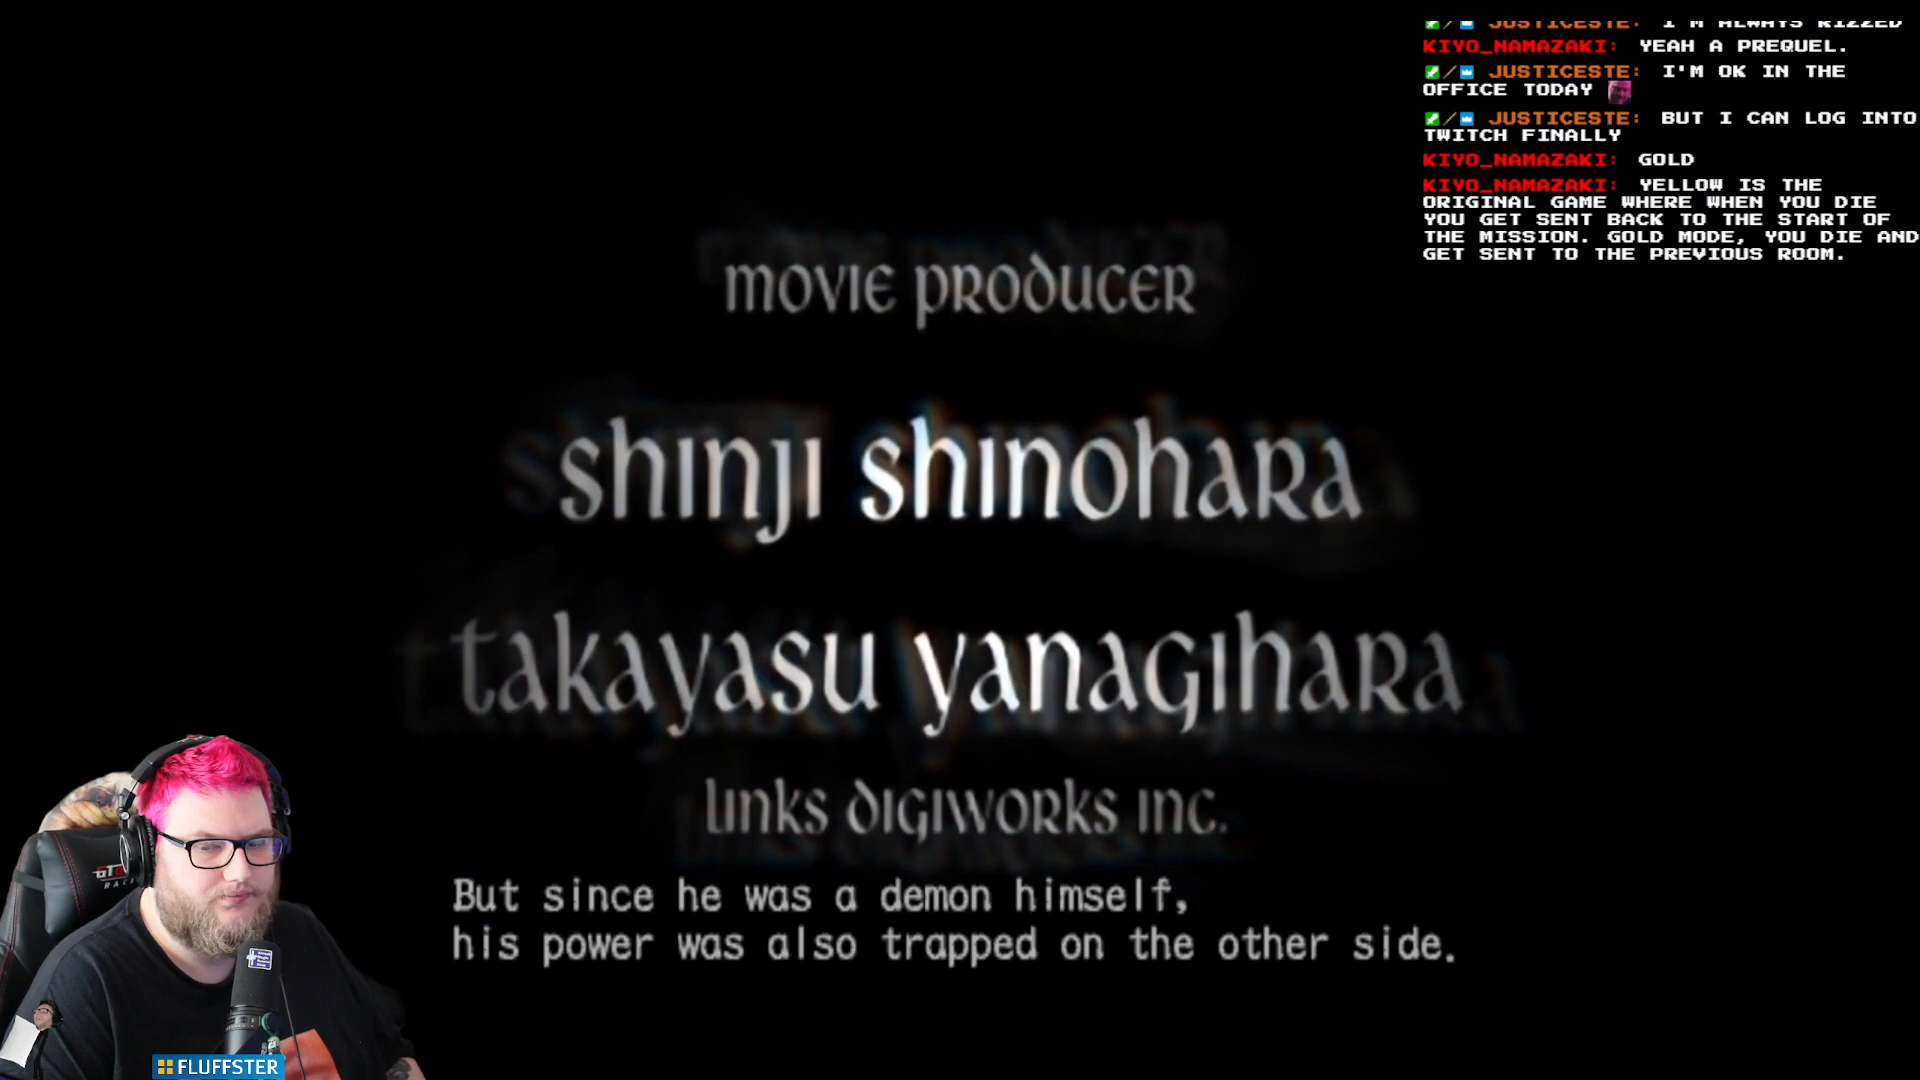 JUSTICESTE: I'M ALWAYS RIZZED
KIYO_NAMAZAKI: YEAH A PREQUEL.
JUSTICESTE: I'M OK IN THE
OFFICE TODAY
JUSTICESTE: BUT I CAN LOG INTO
TWITCH FINALLY
KIYO_NAMAZAKI: GOLD
KIYO_NAMAZAKI: YELLOW IS THE
ORIGINAL GAME WHERE WHEN YOU DIE
YOU GET SENT BACK TO THE START OF
THE MISSION. GOLD MODE, YOU DIE AND
GET SENT TO THE PREVIOUS ROOM.
movie producer
shinji shinohara
takayasu yanagihara
links digiworks inc.
But since he was a demon himself,
his power was also trapped on the other side.
FLUFFSTER